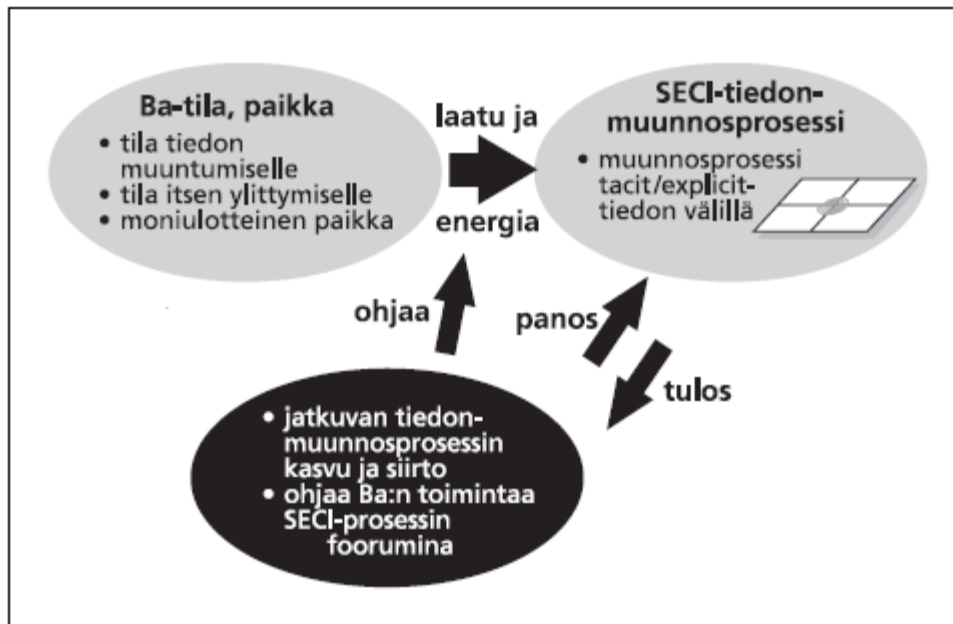 Ba-tila, paikka
• tila tiedon
muuntumiselle
• tila itsen ylittymiselle
• moniulotteinen paikka
laatu ja
energia
SECI-tiedon-
muunnosprosessi
• muunnosprosessi
tacit/explicit-
tiedon välillä
ohjaa
panos
tulos
• jatkuvan tiedon-
muunnosprosessin
kasvu ja siirto
• ohjaa Ba:n toimintaa
SECI-prosessin
foorumina